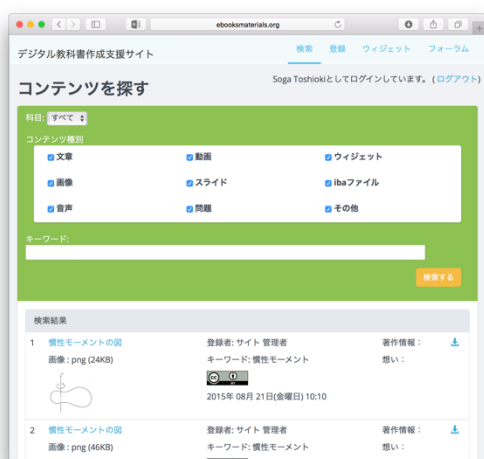 ebooksmaterials.org
デジタル教科書作成支援サイト
検索 登録 ウィジェット フォーラム
コンテンツを探す
Soga Toshiokiとしてログインしています。 (ログアウト)
科目: すべて
コンテンツ種別
文章 動画 ウィジェット
画像 スライド ibaファイル
音声 問題 その他
キーワード:
検索する
検索結果
1 慣性モーメントの図 登録者: サイト 管理者 著作情報：
画像 : png (24KB) キーワード: 慣性モーメント 想い：
cc
BY
2015年 08月 21日(金曜日) 10:10
2 慣性モーメントの図 登録者: サイト 管理者 著作情報：
画像 : png (46KB) キーワード: 慣性モーメント 想い：